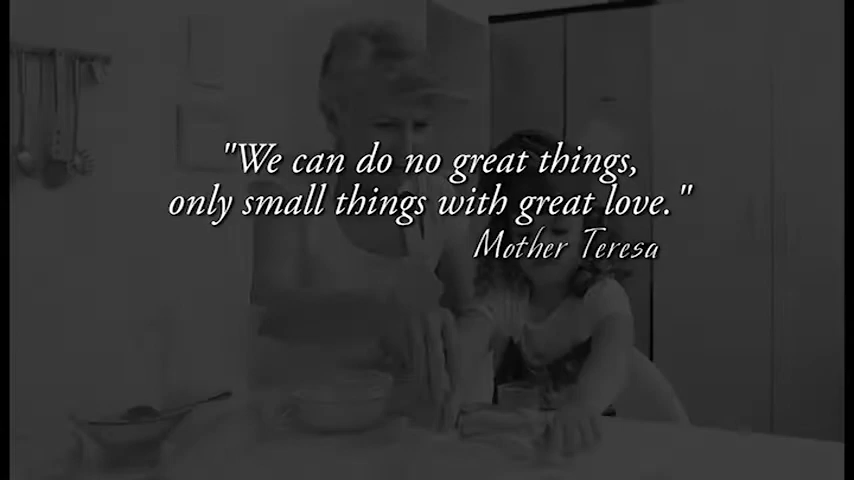 "We can do no great things,
only small things with great love."
Mother Teresa